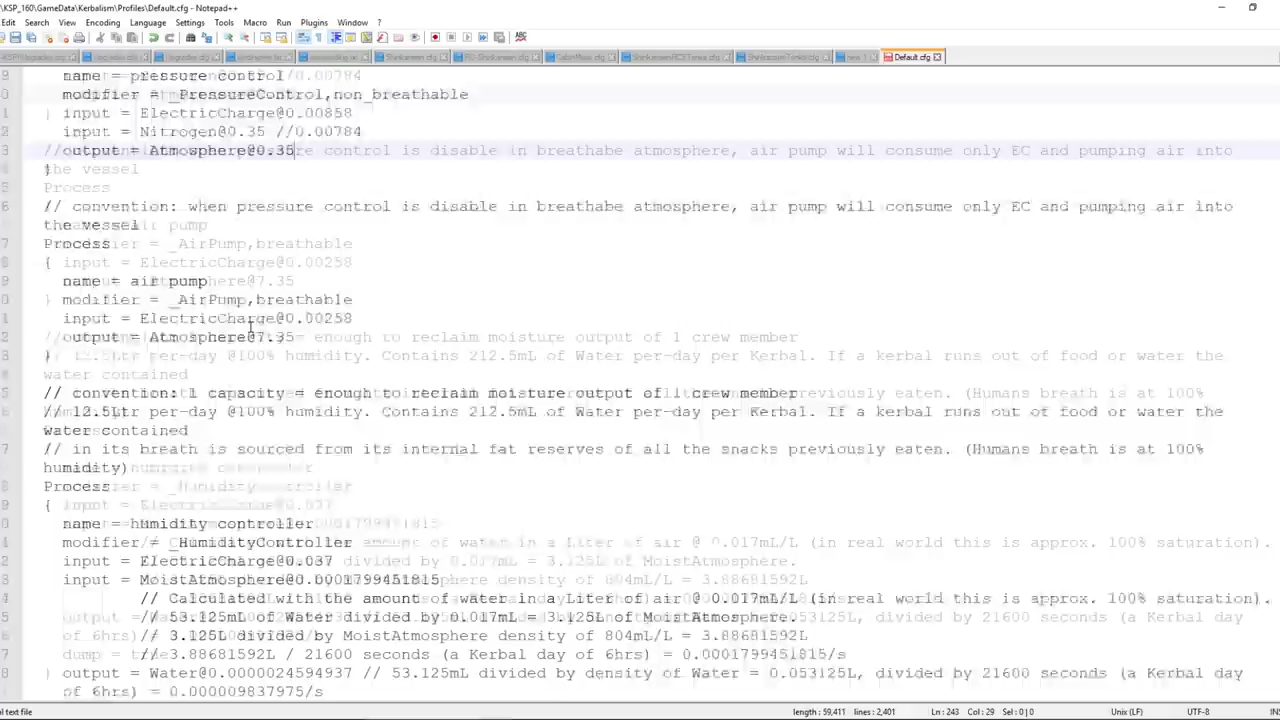 \KSP_160\GameData\Kerbalism\Profiles\Default.cfg - Notepad++
Edit Search View Encoding Language Settings Tools Macro Run Plugins Window ?
new 1 Default.cfg
name = pressure control
modifier = _PressureControl,non_breathable
input = ElectricCharge@0.00858
input = Nitrogen@0.35 //0.00784
output = Atmosphere@0.35
}
// convention: when pressure control is disable in breathabe atmosphere, air pump will consume only EC and pumping air into
the vessel
Process
{
name = air pump
modifier = _AirPump,breathable
input = ElectricCharge@0.00258
output = Atmosphere@7.35
}
// convention: 1 capacity = enough to reclaim moisture output of 1 crew member
// 12.5Ltr per-day @100% humidity. Contains 212.5mL of Water per-day per Kerbal. If a kerbal runs out of food or water the
water contained
// in its breath is sourced from its internal fat reserves of all the snacks previously eaten. (Humans breath is at 100%
humidity)
Process
{
name = humidity controller
modifier = _HumidityController
input = ElectricCharge@0.037
input = MoistAtmosphere@0.0001799451815
// Calculated with the amount of water in a Liter of air @ 0.017mL/L (in real world this is approx. 100% saturation).
// 53.125mL of Water divided by 0.017mL = 3.125L of MoistAtmosphere.
// 3.125L divided by MoistAtmosphere density of 804mL/L = 3.88681592L
// 3.88681592L / 21600 seconds (a Kerbal day of 6hrs) = 0.0001799451815/s
output = Water@0.0000024594937 // 53.125mL divided by density of Water = 0.053125L, divided by 21600 seconds (a Kerbal day
of 6hrs) = 0.000009837975/s
length : 59,411 lines : 2,401 Ln : 243 Col : 29 Sel : 0 | 0 Unix (LF) UTF-8